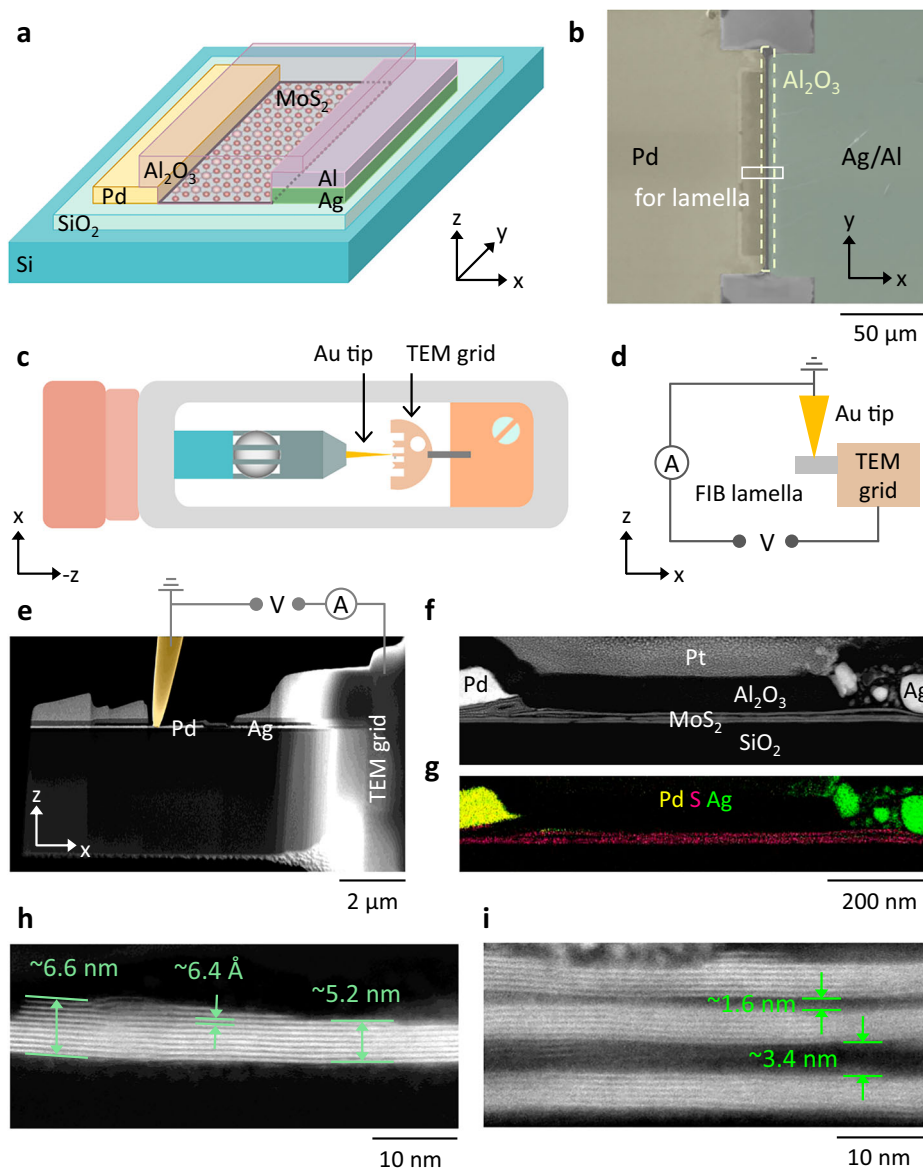 a
MoS₂
Al₂O₃
Al
Pd
Ag
SiO₂
Si
z
y
x
b
Al₂O₃
Pd
Ag/Al
for lamella
y
x
50 μm
c
Au tip
TEM grid
x
-z
d
Au tip
A
TEM
grid
FIB lamella
V
z
x
e
V
A
Pd
Ag
TEM grid
z
x
2 μm
f
Pt
Pd
Al₂O₃
Ag
MoS₂
SiO₂
g
Pd S Ag
200 nm
h
~6.6 nm
~6.4 Å
~5.2 nm
10 nm
i
~1.6 nm
~3.4 nm
10 nm